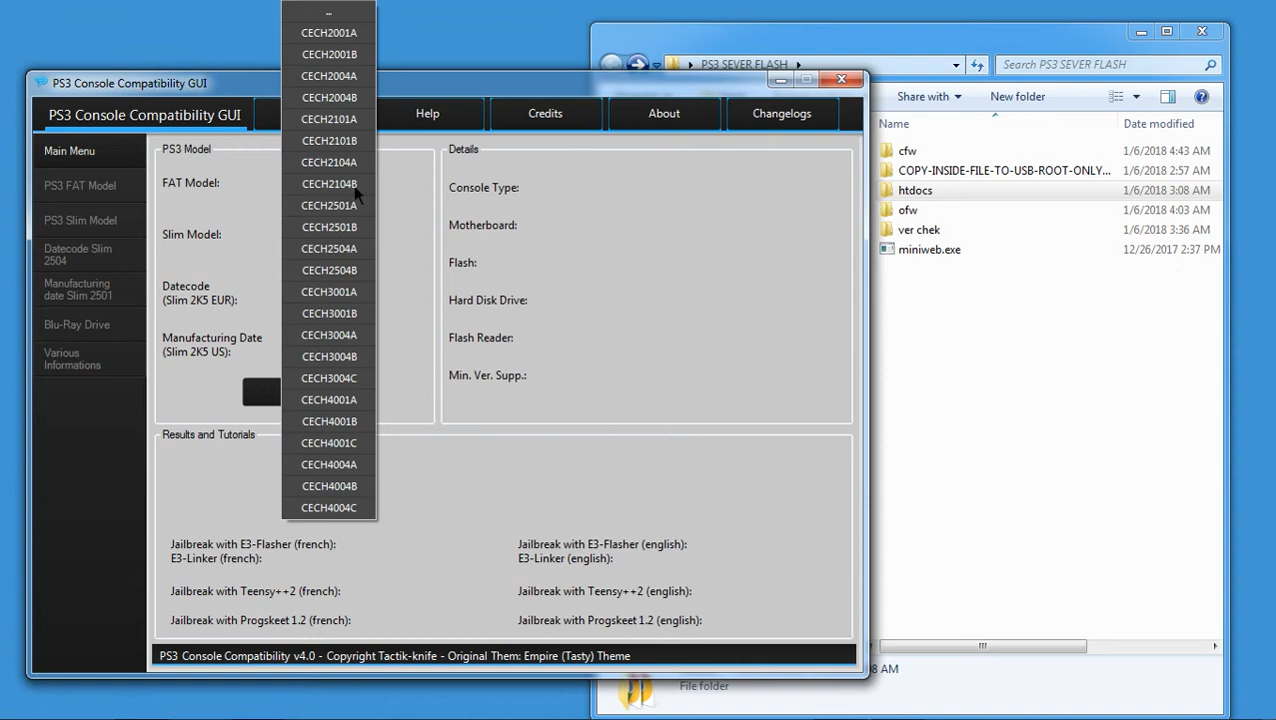 ...
CECH2001A
CECH2001B
CECH2004A
CECH2004B
CECH2101A
CECH2101B
CECH2104A
CECH2104B
CECH2501A
CECH2501B
CECH2504A
CECH2504B
CECH3001A
CECH3001B
CECH3004A
CECH3004B
CECH3004C
CECH4001A
CECH4001B
CECH4001C
CECH4004A
CECH4004B
CECH4004C
PS3 Console Compatibility GUI
PS3 Console Compatibility GUI
Help
Credits
About
Changelogs
Main Menu
PS3 FAT Model
PS3 Slim Model
Datecode Slim
2504
Manufacturing
date Slim 2501
Blu-Ray Drive
Various
Informations
PS3 Model
FAT Model:
Slim Model:
Datecode
(Slim 2K5 EUR):
Manufacturing Date
(Slim 2K5 US):
Details
Console Type:
Motherboard:
Flash:
Hard Disk Drive:
Flash Reader:
Min. Ver. Supp.:
Results and Tutorials
Jailbreak with E3-Flasher (french):
E3-Linker (french):
Jailbreak with Teensy++2 (french):
Jailbreak with Progskeet 1.2 (french):
Jailbreak with E3-Flasher (english):
E3-Linker (english):
Jailbreak with Teensy++2 (english):
Jailbreak with Progskeet 1.2 (english):
PS3 Console Compatibility v4.0 - Copyright Tactik-knife - Original Them: Empire (Tasty) Theme
PS3 SEVER FLASH
Search PS3 SEVER FLASH
Share with
New folder
Name
Date modified
cfw 1/6/2018 4:43 AM
COPY-INSIDE-FILE-TO-USB-ROOT-ONLY... 1/6/2018 2:57 AM
htdocs 1/6/2018 3:08 AM
ofw 1/6/2018 4:03 AM
ver chek 1/6/2018 3:36 AM
miniweb.exe 12/26/2017 2:37 PM
08 AM
File folder